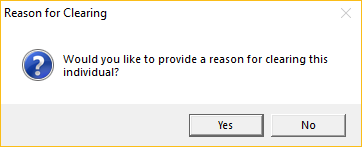 Reason for Clearing
Would you like to provide a reason for clearing this
individual?
Yes
No